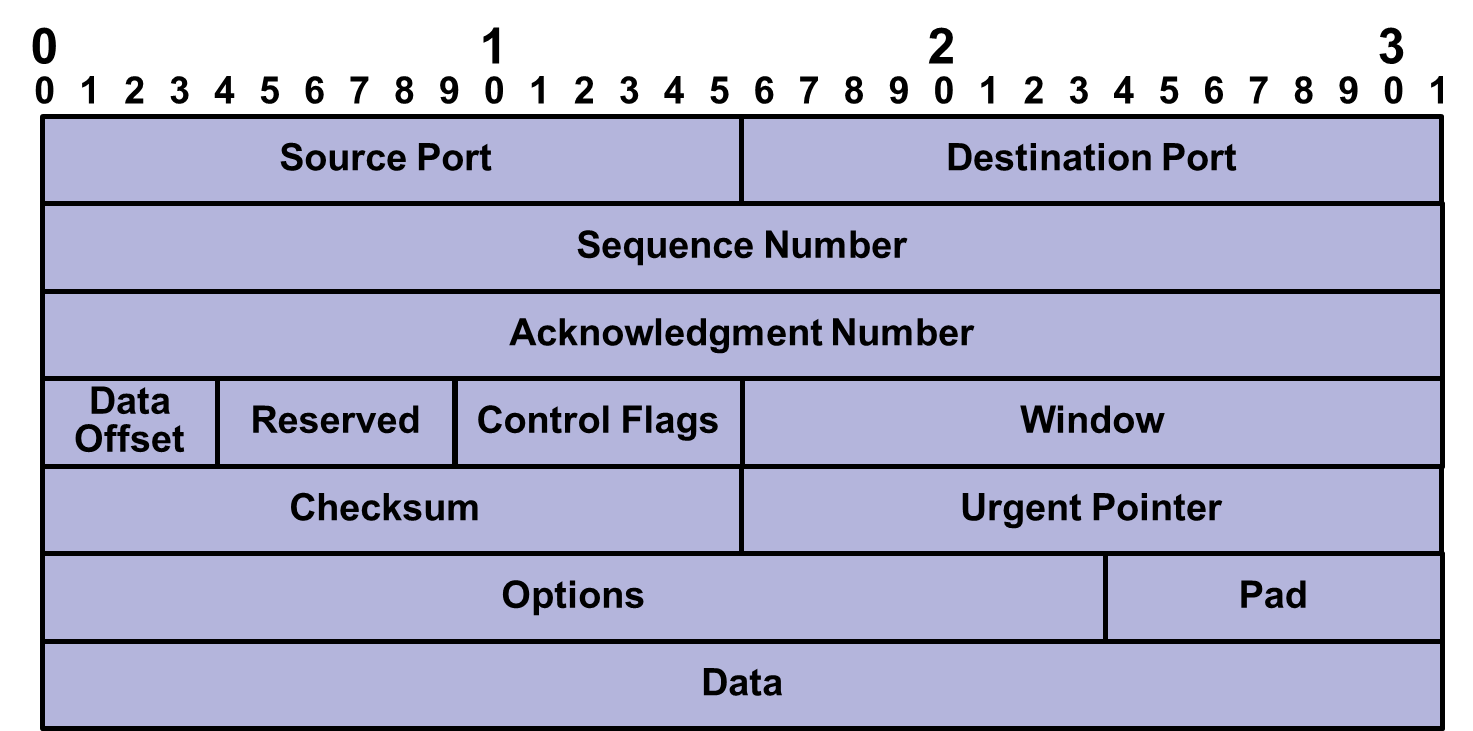 0 1 2 3
0 1 2 3 4 5 6 7 8 9 0 1 2 3 4 5 6 7 8 9 0 1 2 3 4 5 6 7 8 9 0 1
Source Port Destination Port
Sequence Number
Acknowledgment Number
Data
Offset Reserved Control Flags Window
Checksum Urgent Pointer
Options Pad
Data